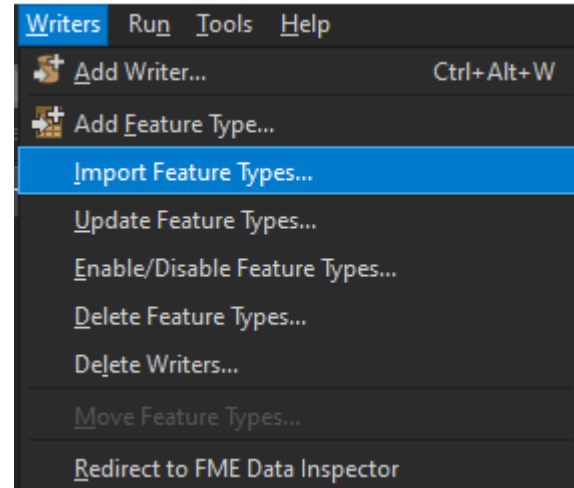 Writers Run Tools Help
Add Writer... Ctrl+Alt+W
Add Feature Type...
Import Feature Types...
Update Feature Types...
Enable/Disable Feature Types...
Delete Feature Types...
Delete Writers...
Move Feature Types...
Redirect to FME Data Inspector